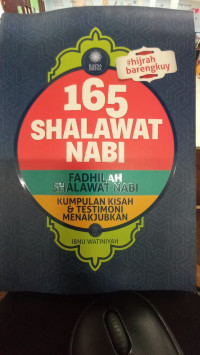 #hijrah
barengkuy
165
SHALAWAT
NABI
FADHILAH
SHALAWAT NABI
KUMPULAN KISAH
& TESTIMONI
MENAKJUBKAN
IBNU WATINIYAH